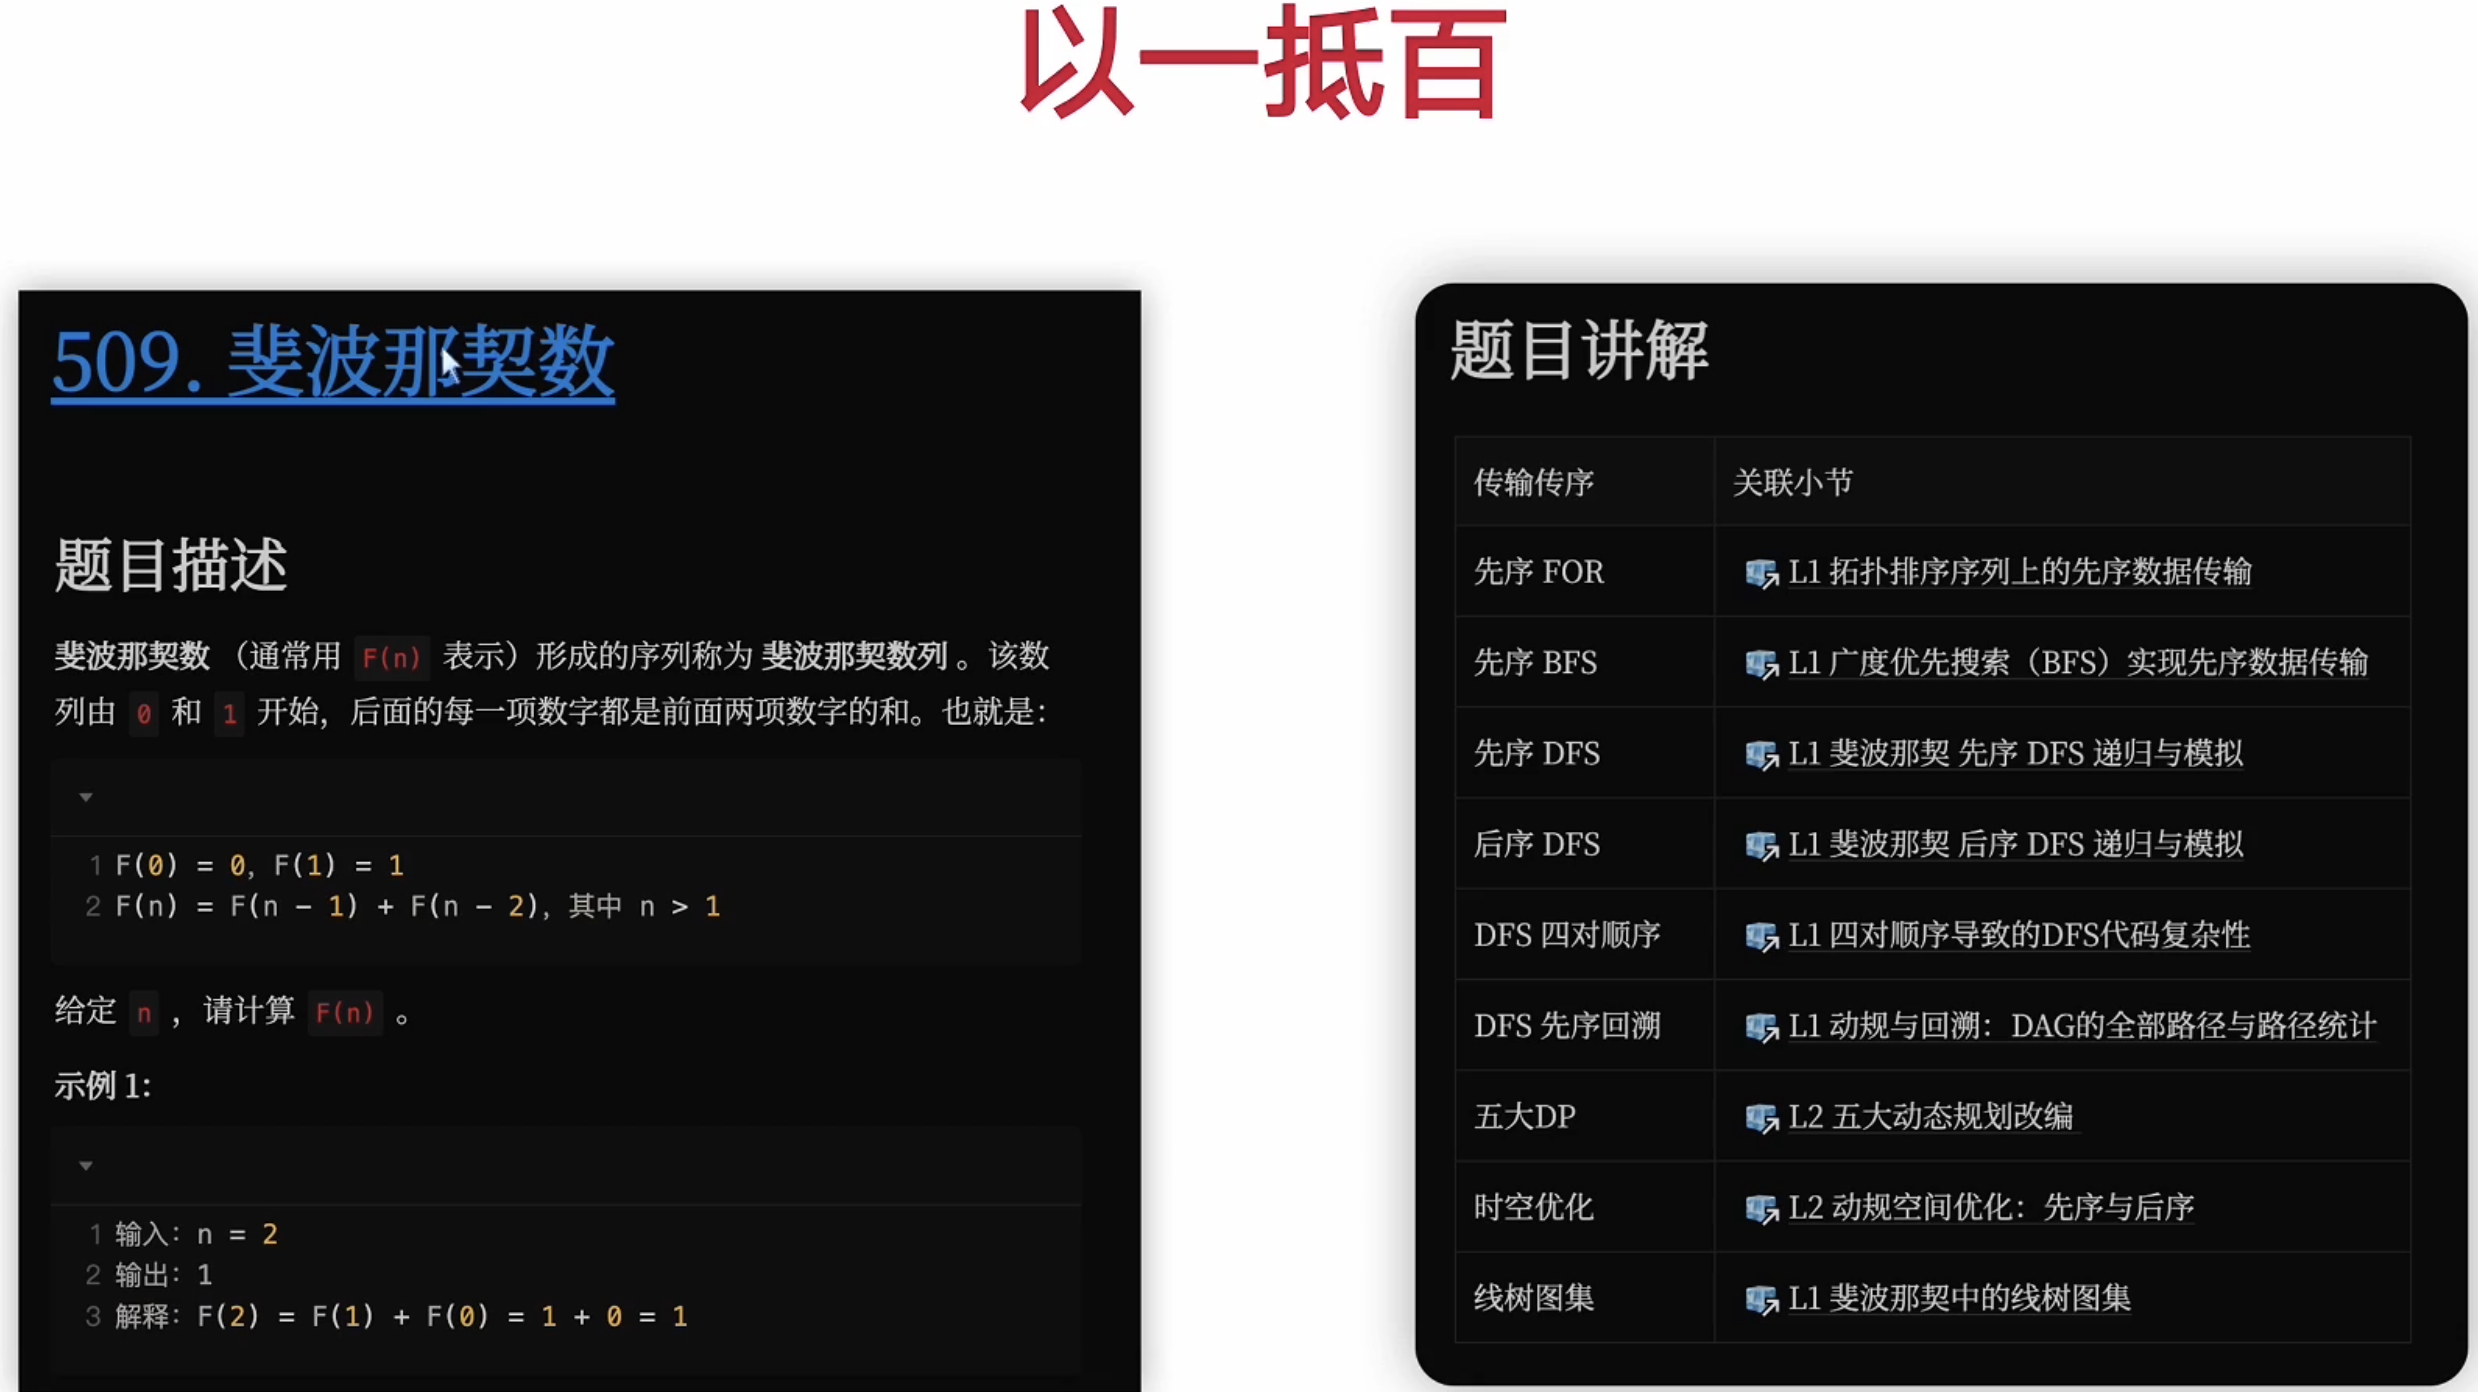 以一抵百
509. 斐波那契数
题目描述
斐波那契数 （通常用 F(n) 表示）形成的序列称为 斐波那契数列 。该数
列由 0 和 1 开始，后面的每一项数字都是前面两项数字的和。也就是：
1 F(0) = 0, F(1) = 1
2 F(n) = F(n - 1) + F(n - 2), 其中 n > 1
给定 n ，请计算 F(n) 。
示例 1:
1 输入: n = 2
2 输出: 1
3 解释: F(2) = F(1) + F(0) = 1 + 0 = 1
题目讲解
传输传序 关联小节
先序 FOR L1 拓扑排序序列上的先序数据传输
先序 BFS L1 广度优先搜索（BFS）实现先序数据传输
先序 DFS L1 斐波那契 先序 DFS 递归与模拟
后序 DFS L1 斐波那契 后序 DFS 递归与模拟
DFS 四对顺序 L1 四对顺序导致的DFS代码复杂性
DFS 先序回溯 L1 动规与回溯：DAG的全部路径与路径统计
五大DP L2 五大动态规划改编
时空优化 L2 动规空间优化：先序与后序
线树图集 L1 斐波那契中的线树图集